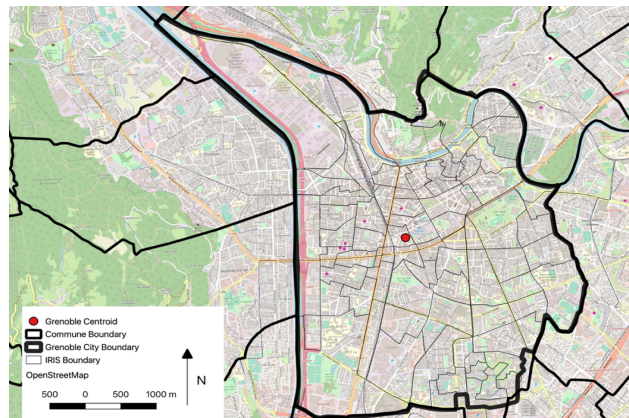 Grenoble Centroid
Commune Boundary
Grenoble City Boundary
IRIS Boundary
OpenStreetMap
500 0 500 1000 m
N